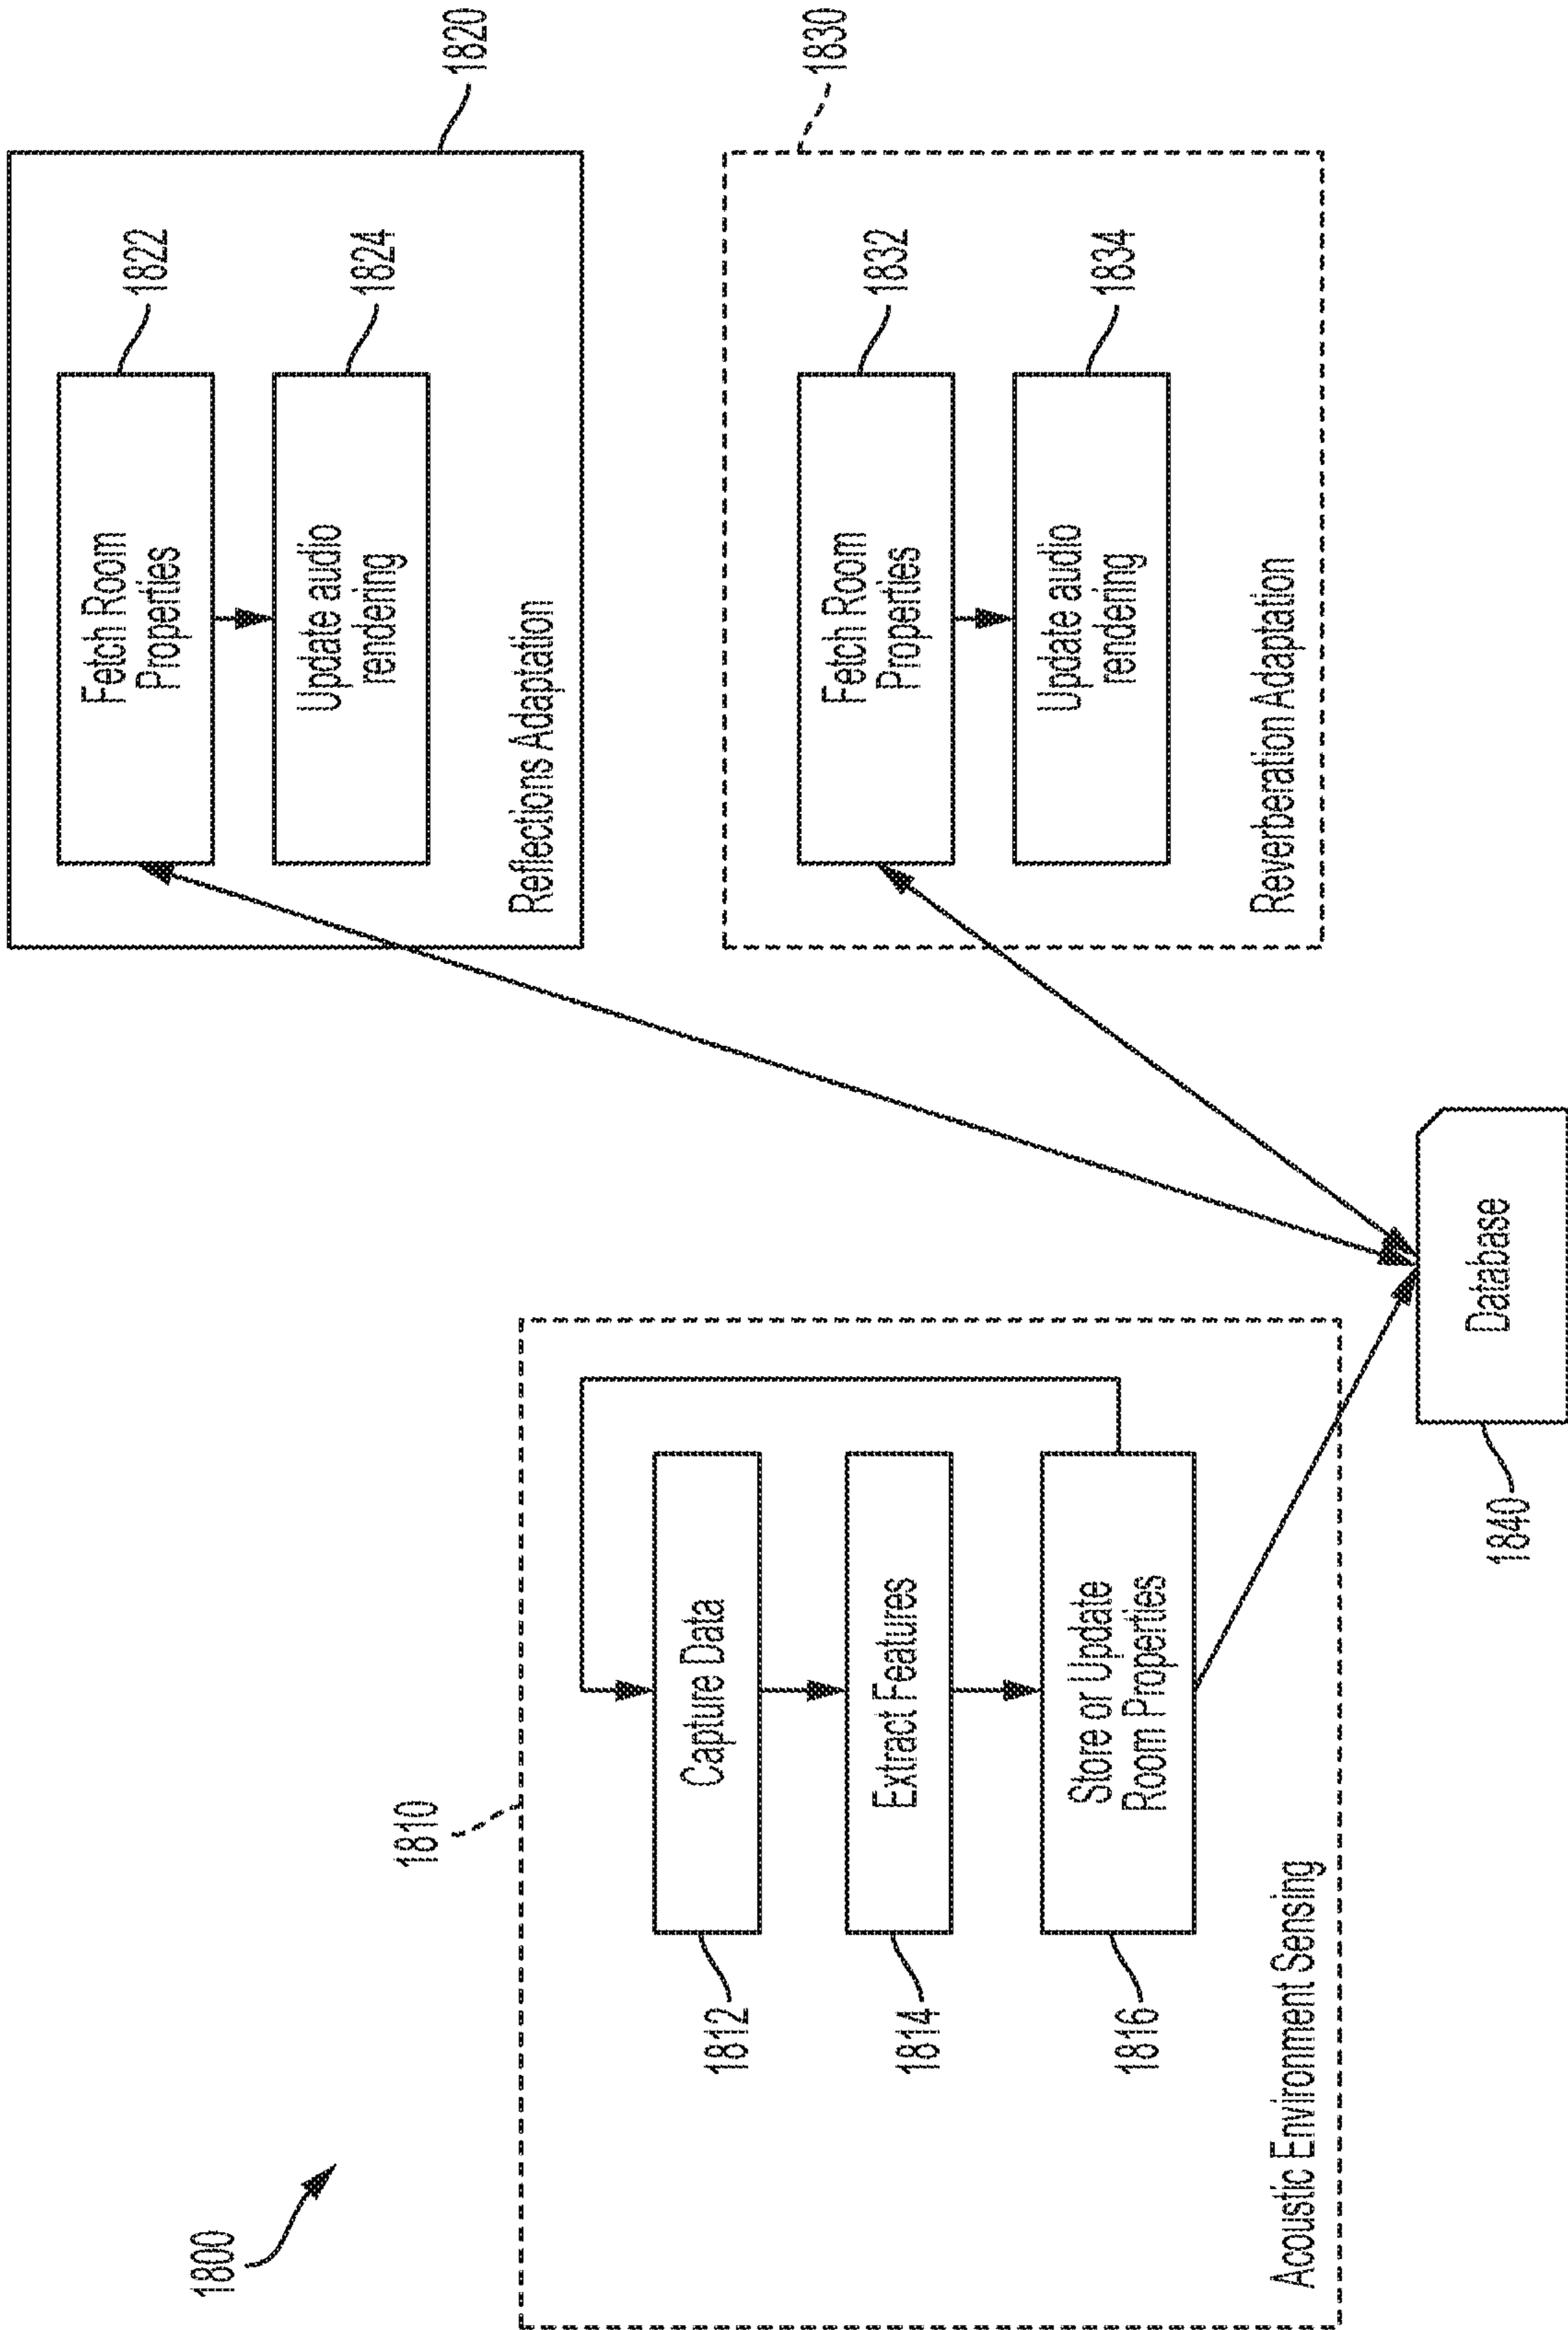 1800
1810
1812
Capture Data
1814
Extract Features
1816
Store or Update
Room Properties
Acoustic Environment Sensing
1820
1822
Fetch Room
Properties
1824
Update audio
rendering
Reflections Adaptation
1830
1832
Fetch Room
Properties
1834
Update audio
rendering
Reverberation Adaptation
1840
Database